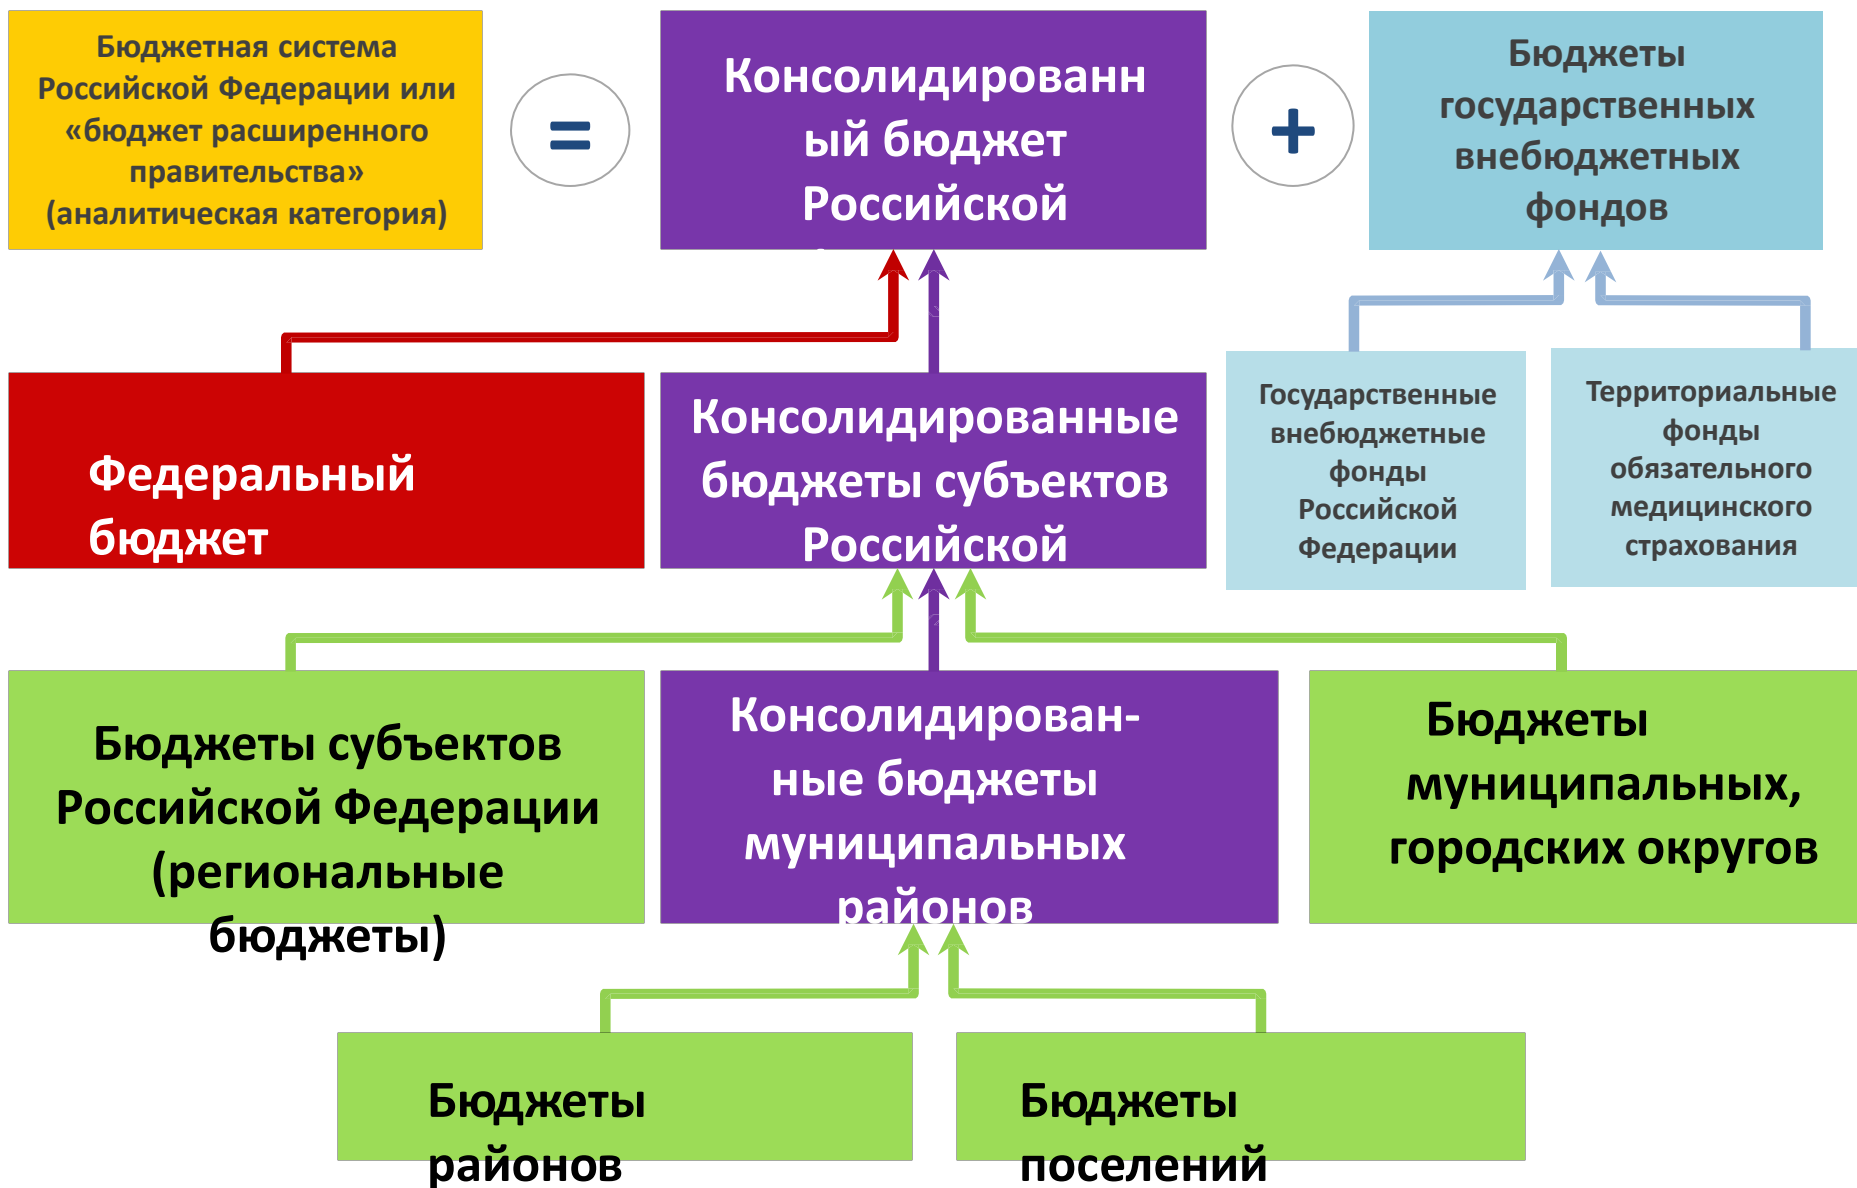 Бюджетная система
Российской Федерации или
«бюджет расширенного
правительства»
(аналитическая категория)
=
Консолидированн
ый бюджет
Российской
+
Бюджеты
государственных
внебюджетных
фондов
Федеральный
бюджет
Консолидированные
бюджеты субъектов
Российской
Государственные
внебюджетные
фонды
Российской
Федерации
Территориальные
фонды
обязательного
медицинского
страхования
Бюджеты субъектов
Российской Федерации
(региональные
бюджеты)
Консолидирован-
ные бюджеты
муниципальных
районов
Бюджеты
муниципальных,
городских округов
Бюджеты
районов
Бюджеты
поселений